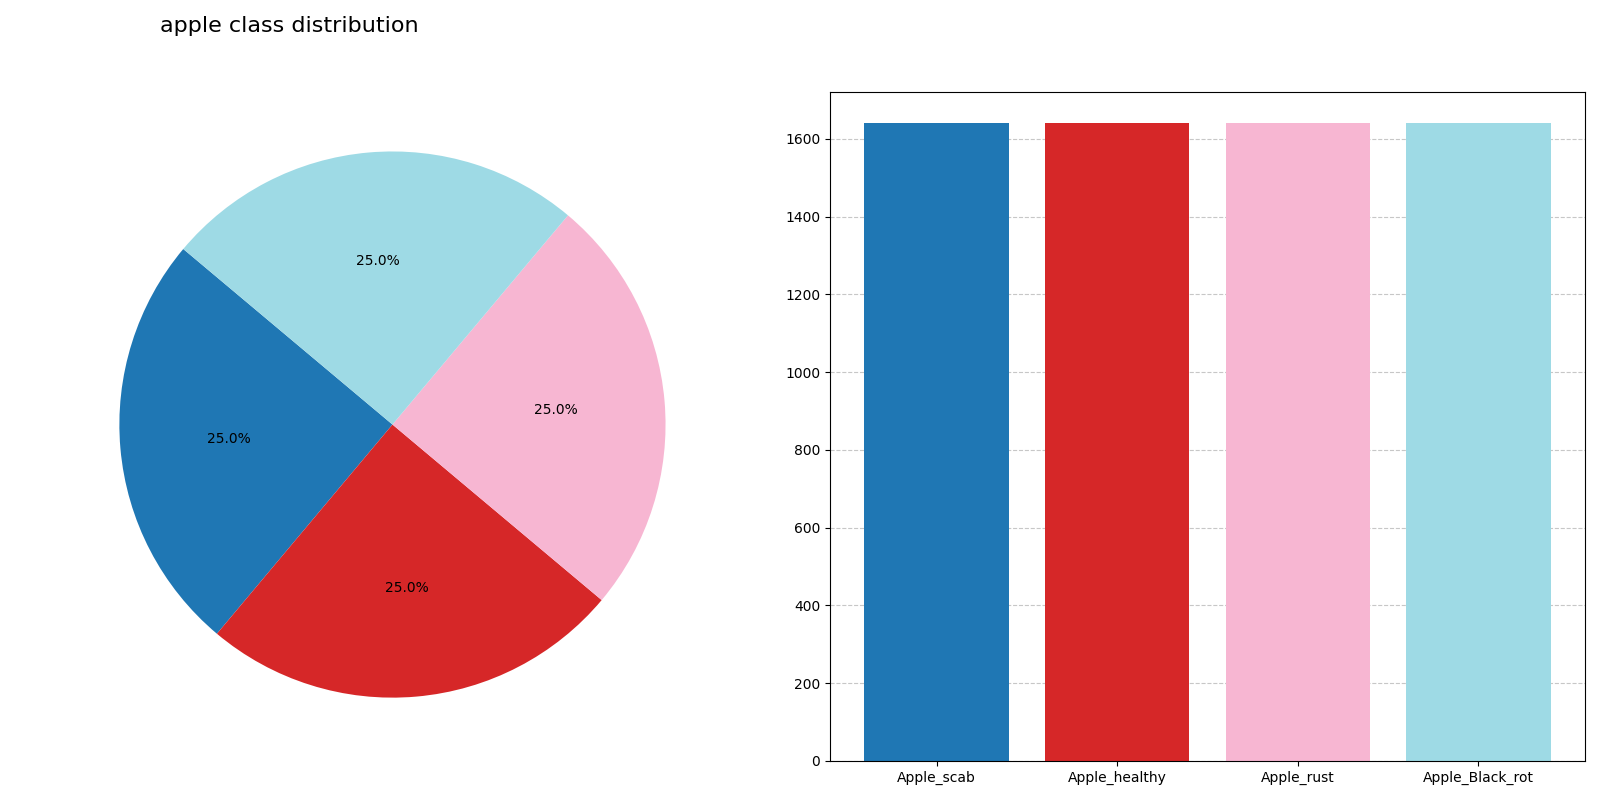 apple class distribution
25.0%
25.0%
25.0%
25.0%
1600
1400
1200
1000
800
600
400
200
0
Apple_scab
Apple_healthy
Apple_rust
Apple_Black_rot